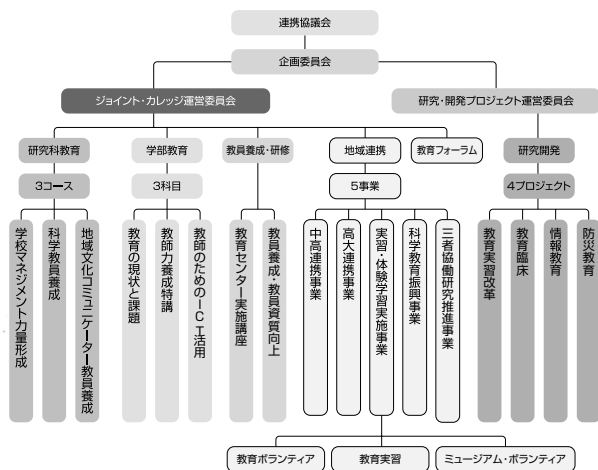 連携協議会
企画委員会
ジョイント・カレッジ運営委員会
研究・開発プロジェクト運営委員会
研究科教育
学部教育
教員養成・研修
地域連携
教育フォーラム
研究開発
3コース
3科目
5事業
4プロジェクト
学校マネジメント力量形成
科学教員養成
地域文化コミュニケーター教員養成
教育の現状と課題
教師力養成特講
教師のためのICT活用
教育センター実施講座
教員養成・教員資質向上
中高連携事業
高大連携事業
実習・体験学習実施事業
科学教育振興事業
三者協働研究推進事業
教育実習改革
教育臨床
情報教育
防災教育
教育ボランティア
教育実習
ミュージアム・ボランティア